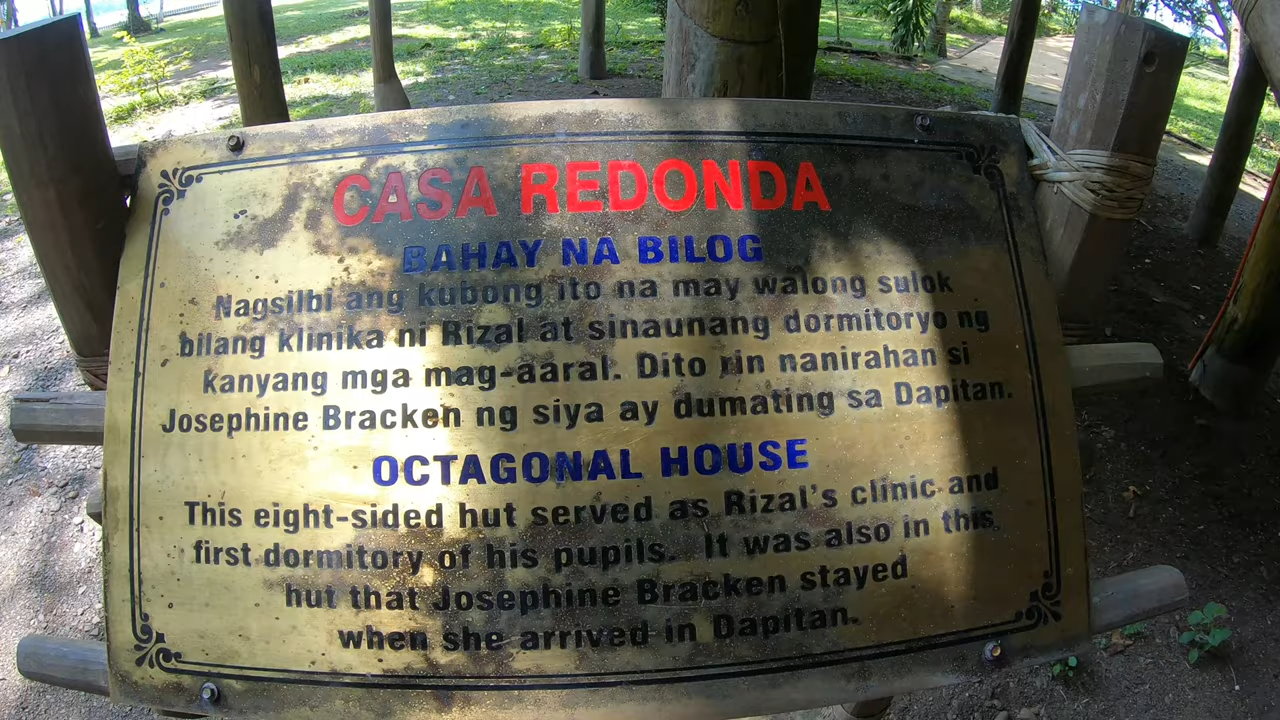 CASA REDONDA
BAHAY NA BILOG
Nagsilbi ang kubong ito na may walong sulok
bilang klinika ni Rizal at sinaunang dormitoryo ng
kanyang mga mag-aaral. Dito rin nanirahan si
Josephine Bracken ng siya ay dumating sa Dapitan.
OCTAGONAL HOUSE
This eight-sided hut served as Rizal's clinic and
first dormitory of his pupils. It was also in this
hut that Josephine Bracken stayed
when she arrived in Dapitan.